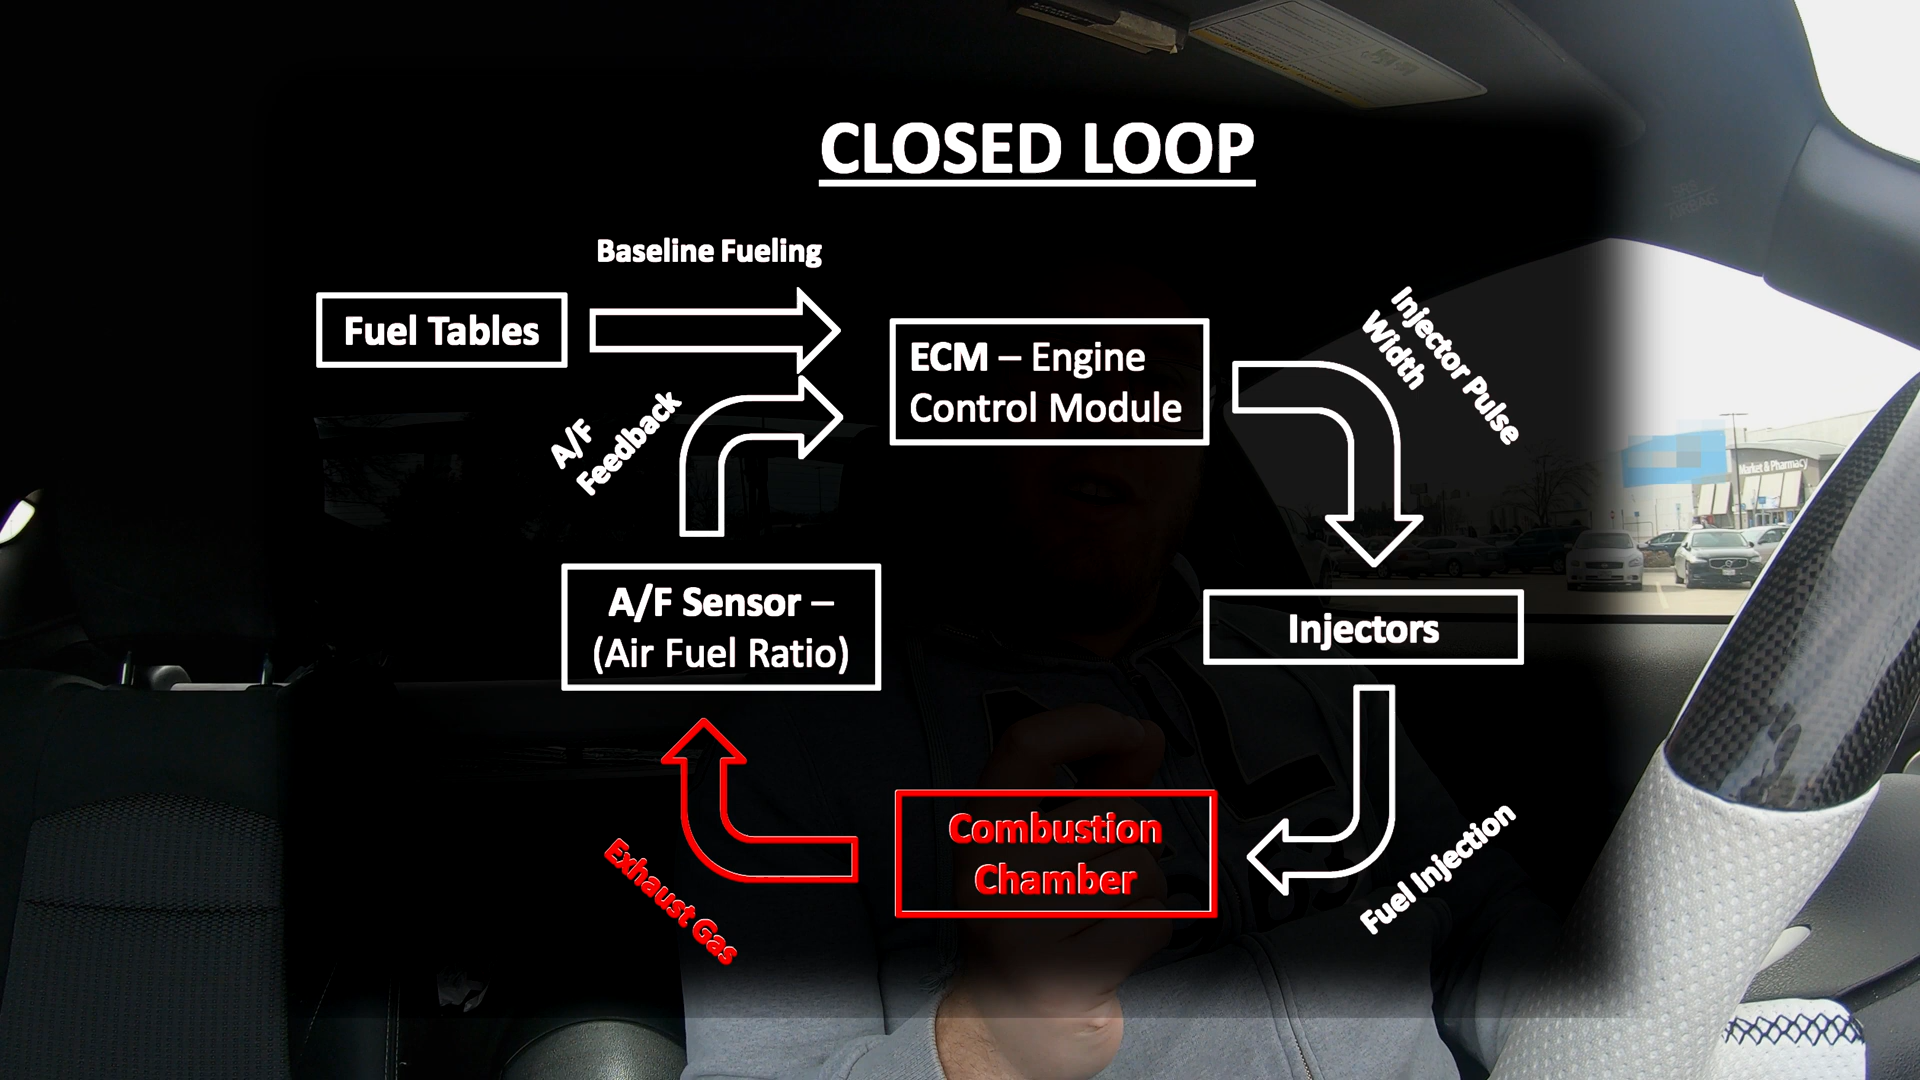 CLOSED LOOP
Baseline Fueling
Fuel Tables
ECM – Engine
Control Module
Injector Pulse
Width
A/F
Feedback
A/F Sensor –
(Air Fuel Ratio)
Injectors
Market & Pharmacy
Combustion
Chamber
Exhaust Gas
Fuel Injection
AIRBAG